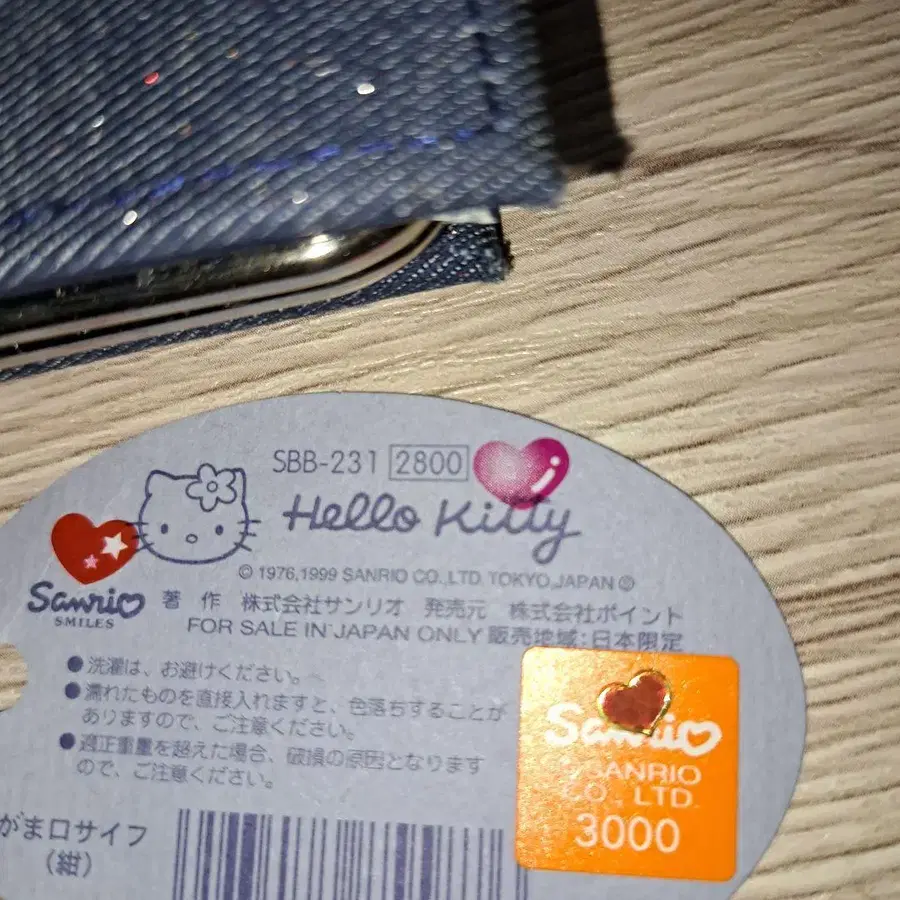 SBB-231 2800
Hello Kitty
© 1976,1999 SANRIO CO.,LTD. TOKYO,JAPAN Ⓟ
Sanrio
SMILES
著 作 株式会社サンリオ 発売元 株式会社ポイント
FOR SALE IN JAPAN ONLY 販売地域:日本限定
●洗濯は、お避けください。
●濡れたものを直接入れますと、色落ちすることが
ありますので、ご注意ください。
●適正重量を超えた場合、破損の原因となります
ので、ご注意ください。
がま口サイフ
(紺)
Sanrio
SANRIO
CO., LTD.
3000